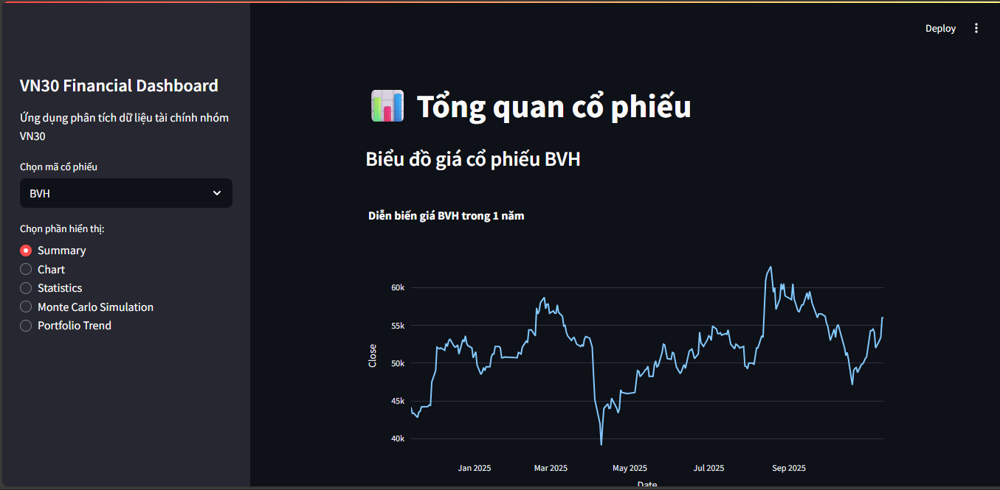 Deploy
VN30 Financial Dashboard
Ứng dụng phân tích dữ liệu tài chính nhóm
VN30
Chọn mã cổ phiếu
BVH
Chọn phần hiển thị:
Summary
Chart
Statistics
Monte Carlo Simulation
Portfolio Trend
Tổng quan cổ phiếu
Biểu đồ giá cổ phiếu BVH
Diễn biến giá BVH trong 1 năm
Close
60k
55k
50k
45k
40k
Jan 2025 Mar 2025 May 2025 Jul 2025 Sep 2025
Date